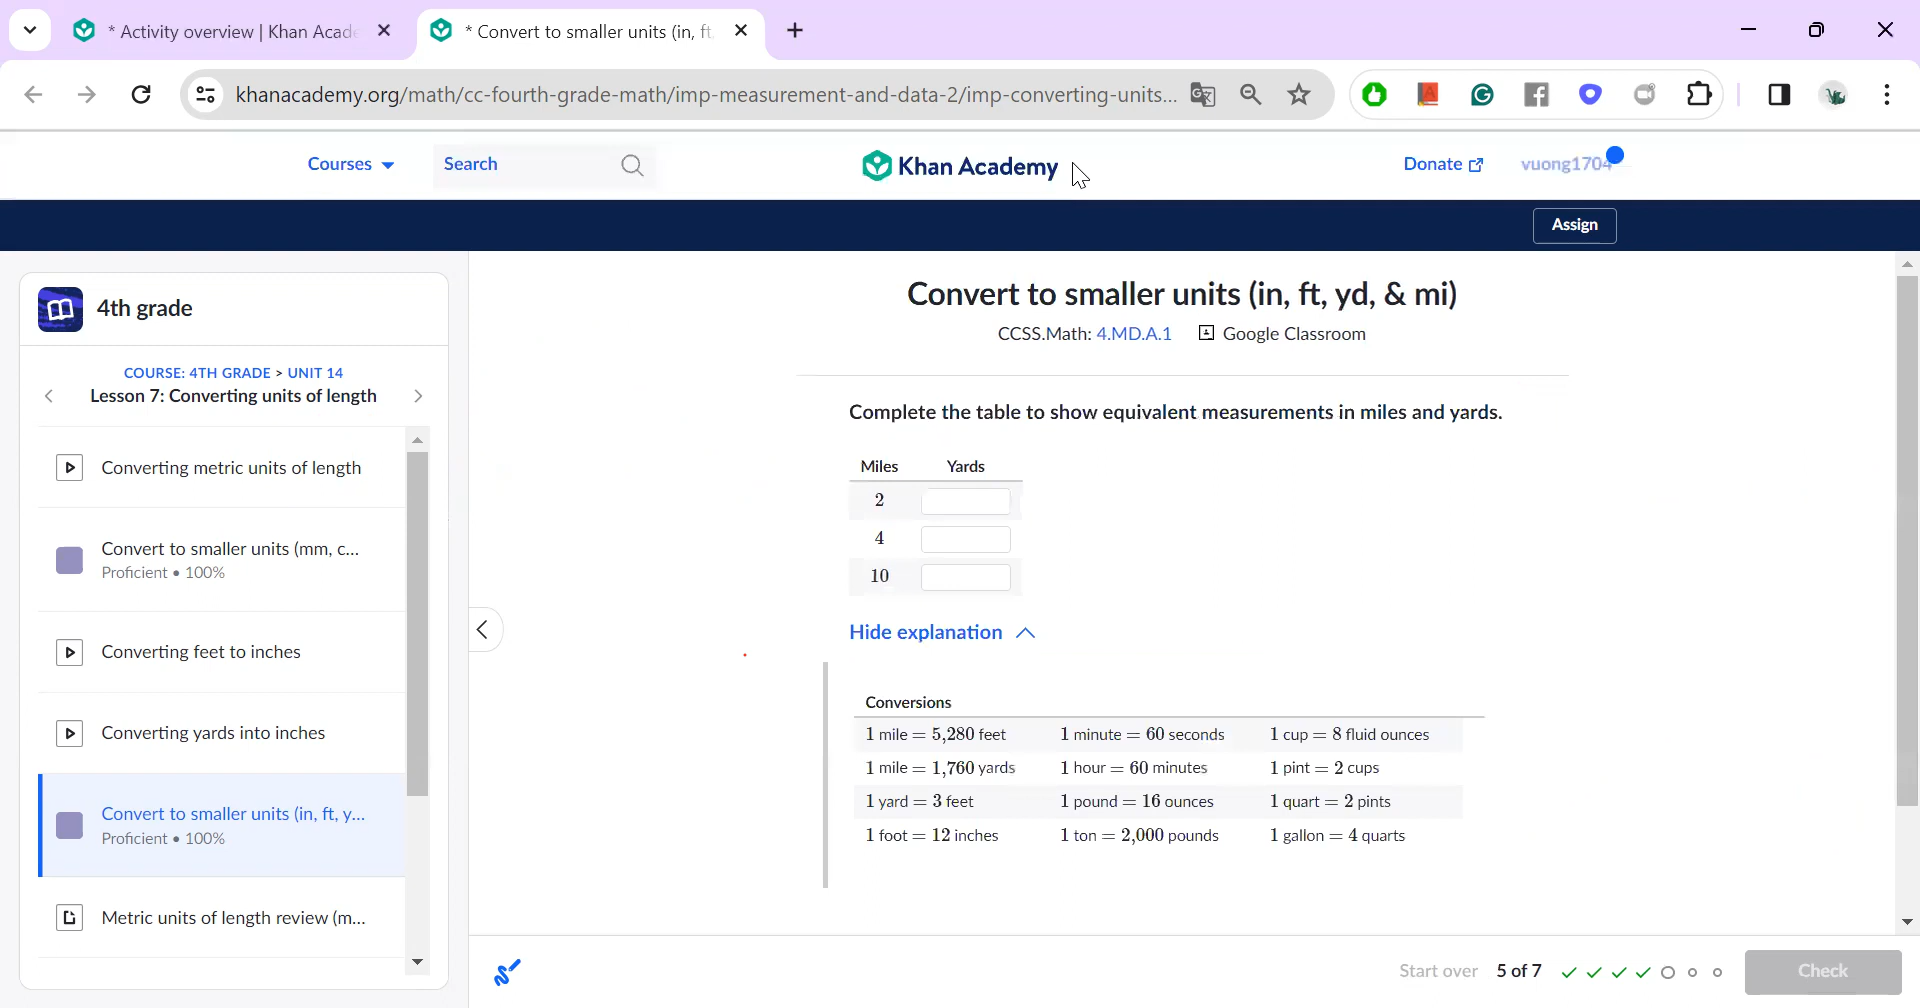 * Activity overview | Khan Acade
* Convert to smaller units (in, ft,
khanacademy.org/math/cc-fourth-grade-math/imp-measurement-and-data-2/imp-converting-units...
Courses
Search
Khan Academy
Donate
vuong1704
Assign
4th grade
COURSE: 4TH GRADE > UNIT 14
Lesson 7: Converting units of length
Converting metric units of length
Convert to smaller units (mm, c...
Proficient • 100%
Converting feet to inches
Converting yards into inches
Convert to smaller units (in, ft, y...
Proficient • 100%
Metric units of length review (m...
Convert to smaller units (in, ft, yd, & mi)
CCSS.Math: 4.MD.A.1 Google Classroom
Complete the table to show equivalent measurements in miles and yards.
Miles Yards
2
4
10
Hide explanation
Conversions
1 mile = 5,280 feet 1 minute = 60 seconds 1 cup = 8 fluid ounces
1 mile = 1,760 yards 1 hour = 60 minutes 1 pint = 2 cups
1 yard = 3 feet 1 pound = 16 ounces 1 quart = 2 pints
1 foot = 12 inches 1 ton = 2,000 pounds 1 gallon = 4 quarts
Start over 5 of 7 Check